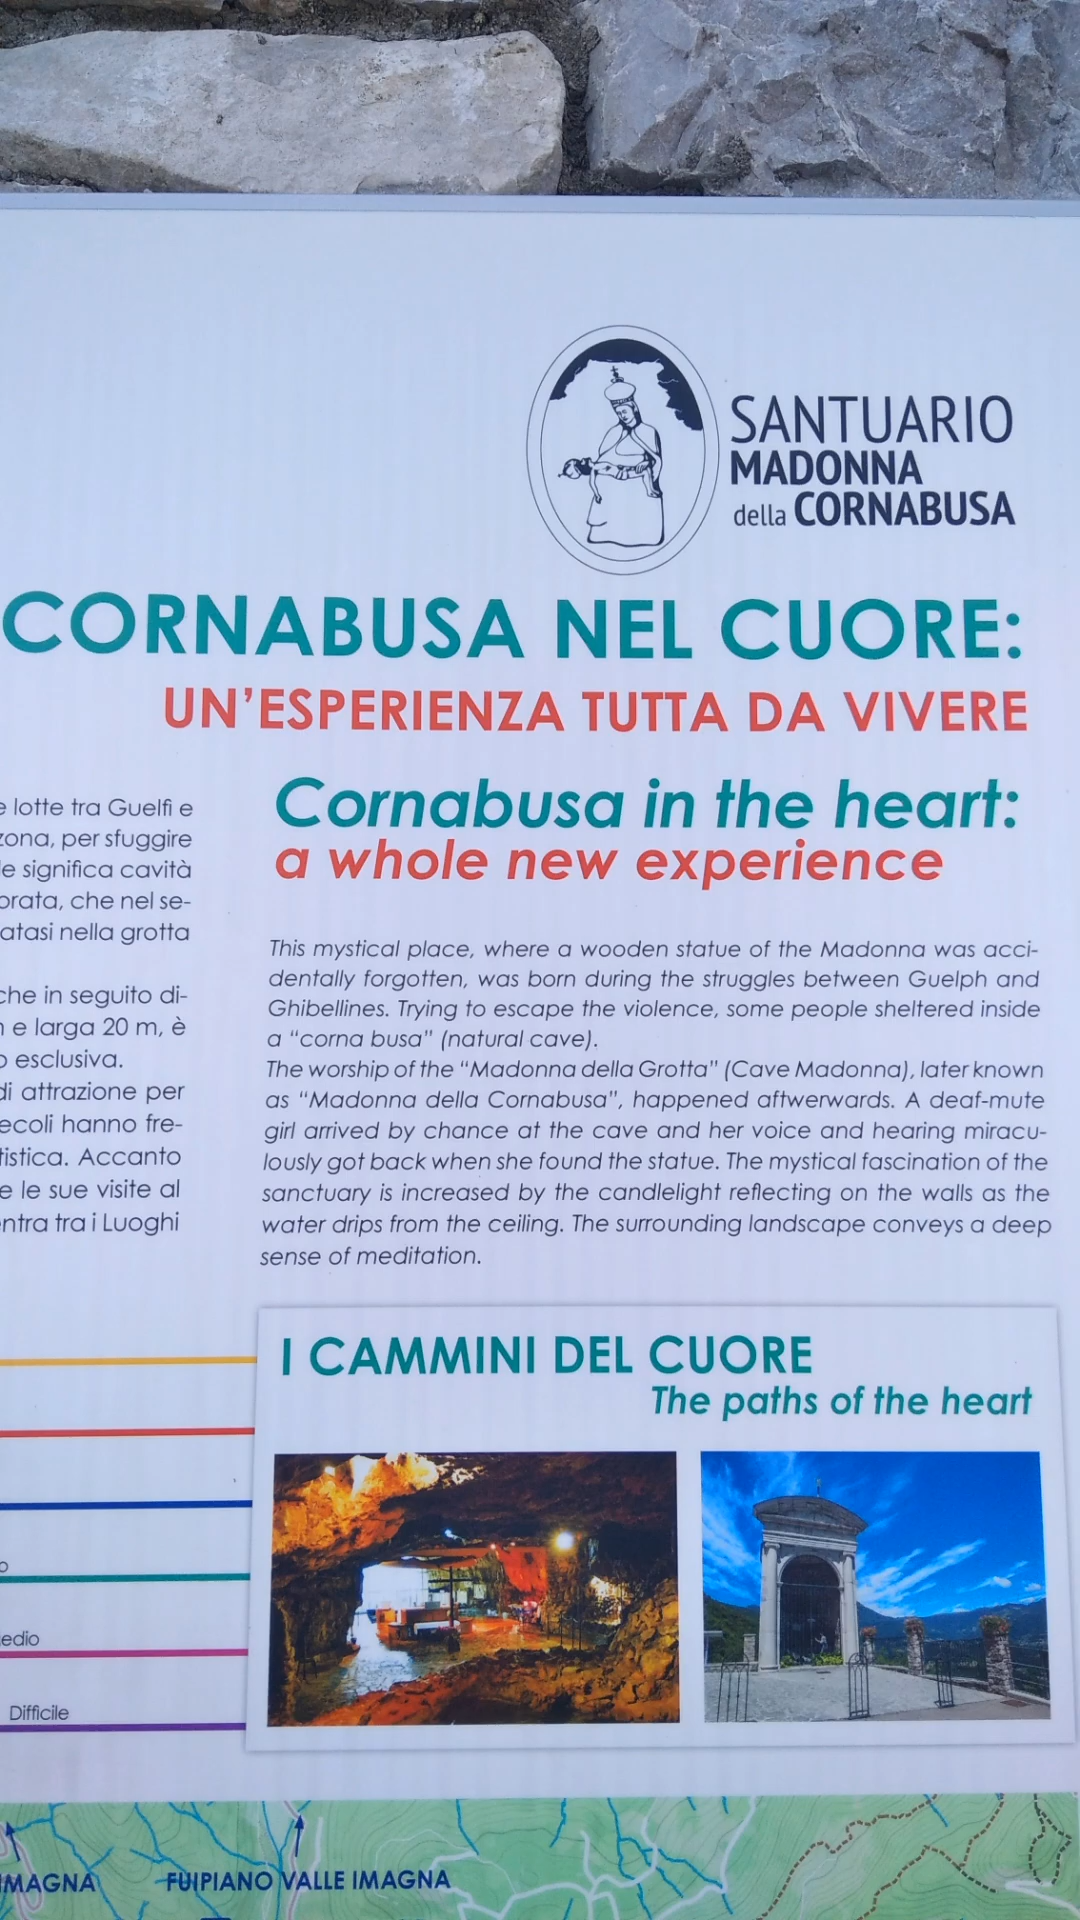 SANTUARIO
MADONNA
della CORNABUSA
CORNABUSA NEL CUORE:
UN'ESPERIENZA TUTTA DA VIVERE
e lotte tra Guelfi e
zona, per sfuggire
le significa cavità
orata, che nel se-
atasi nella grotta
che in seguito di-
e larga 20 m, è
o esclusiva.
di attrazione per
ecoli hanno fre-
tistica. Accanto
e le sue visite al
entra tra i Luoghi
Cornabusa in the heart:
a whole new experience
This mystical place, where a wooden statue of the Madonna was acci-
dentally forgotten, was born during the struggles between Guelph and
Ghibellines. Trying to escape the violence, some people sheltered inside
a "corna busa" (natural cave).
The worship of the "Madonna della Grotta" (Cave Madonna), later known
as "Madonna della Cornabusa", happened aftwerwards. A deaf-mute
girl arrived by chance at the cave and her voice and hearing miracu-
lously got back when she found the statue. The mystical fascination of the
sanctuary is increased by the candlelight reflecting on the walls as the
water drips from the ceiling. The surrounding landscape conveys a deep
sense of meditation.
I CAMMINI DEL CUORE
The paths of the heart
o
edio
Difficile
IMAGNA
FUIPIANO VALLE IMAGNA